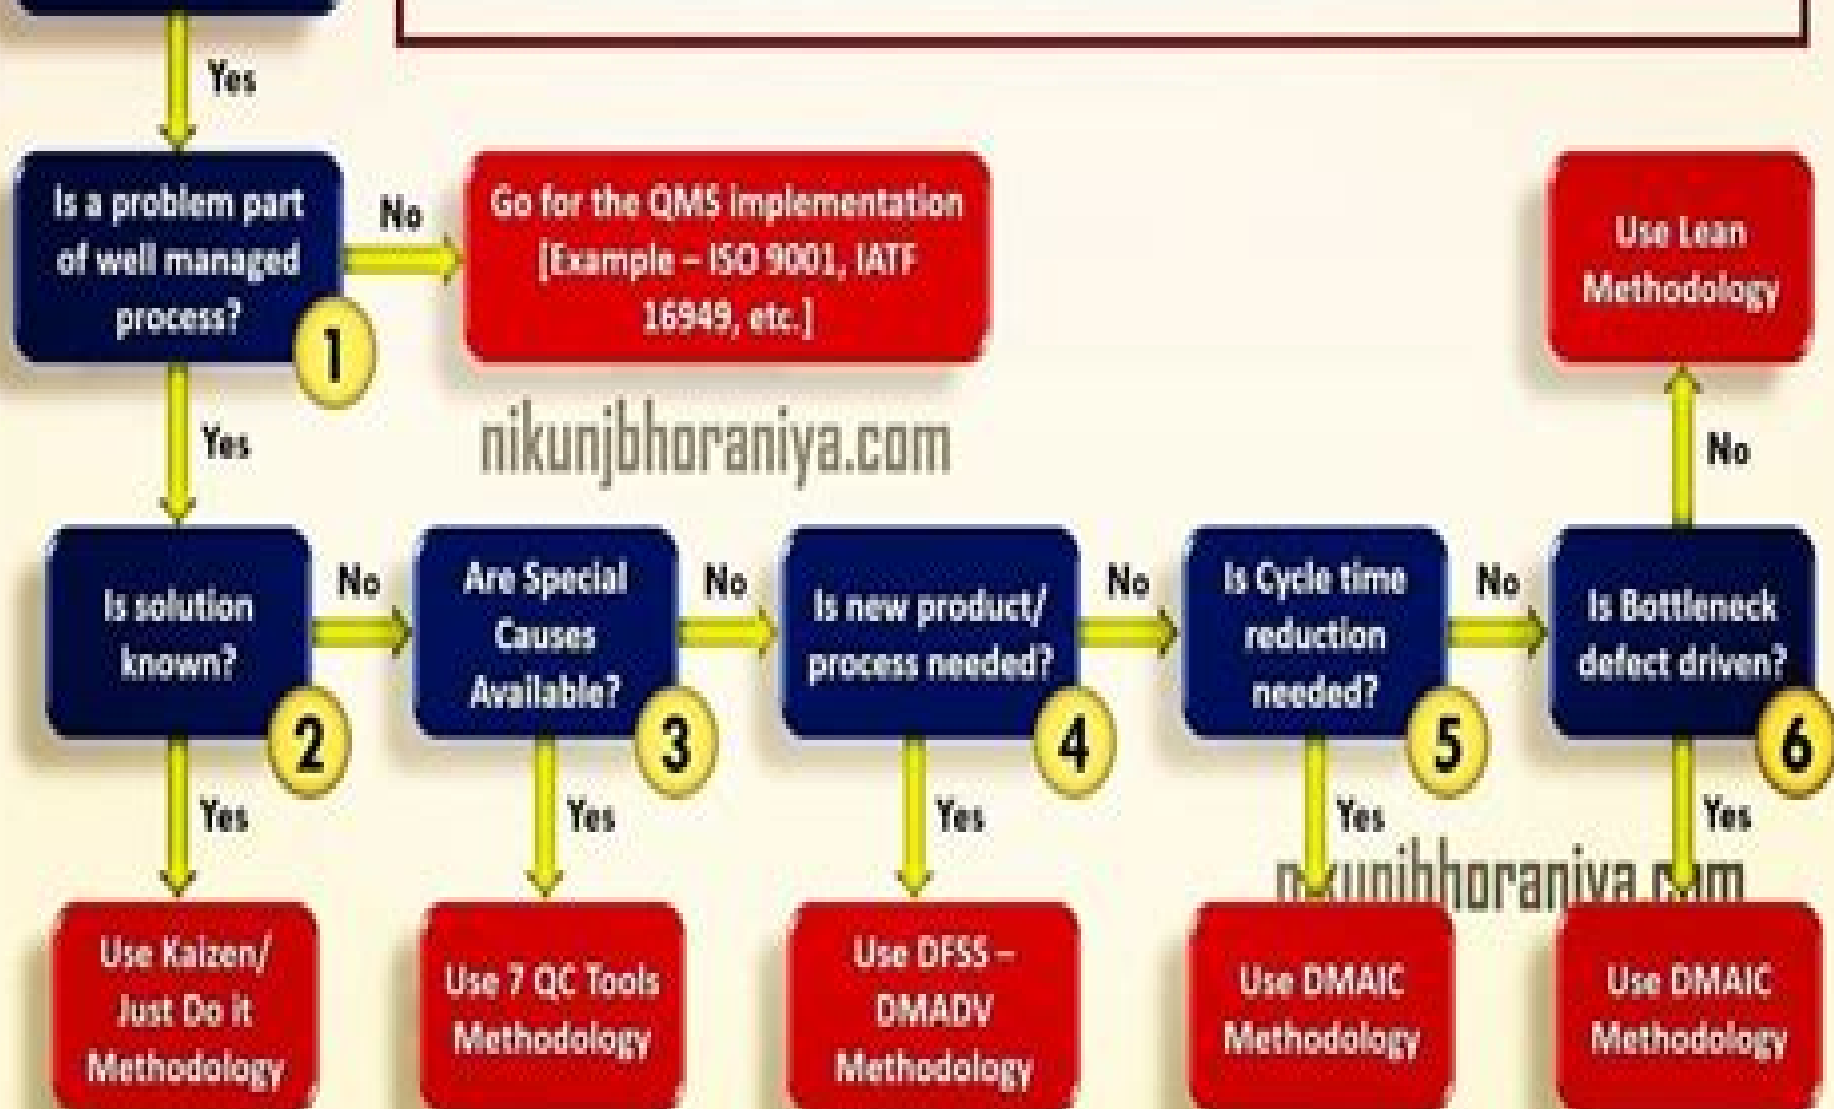 Yes
Is a problem part
of well managed
process?
1
No
Go for the QMS implementation
[Example – ISO 9001, IATF
16949, etc.]
Use Lean
Methodology
nikunjbhoraniya.com
Yes
No
Is solution
known?
2
No
Are Special
Causes
Available?
3
No
Is new product/
process needed?
4
No
Is Cycle time
reduction
needed?
5
No
Is Bottleneck
defect driven?
6
Yes
Yes
Yes
Yes
Yes
nikunjbhoraniya.com
Use Kaizen/
Just Do it
Methodology
Use 7 QC Tools
Methodology
Use DFSS –
DMADV
Methodology
Use DMAIC
Methodology
Use DMAIC
Methodology